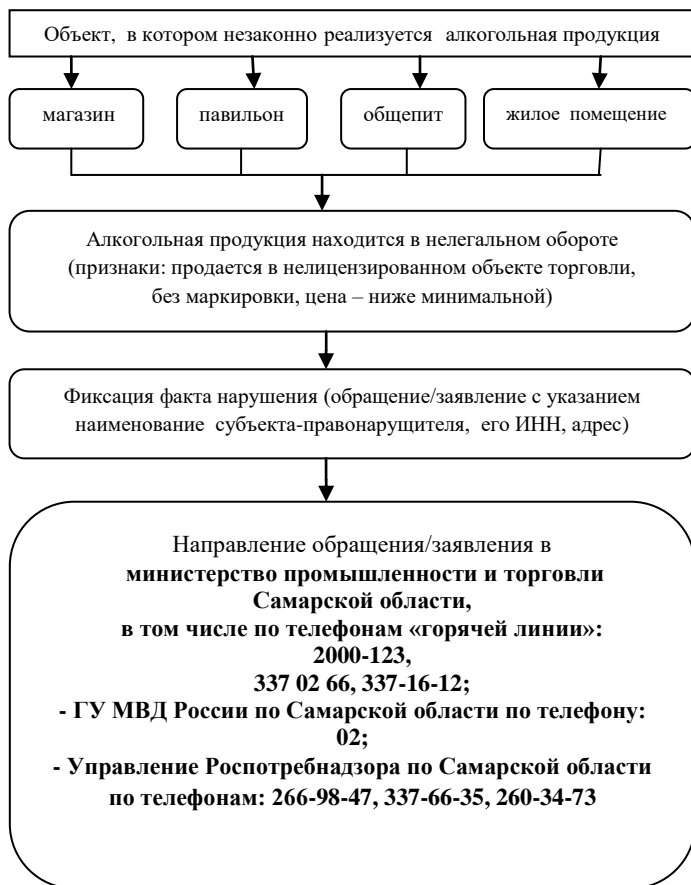 Объект, в котором незаконно реализуется алкогольная продукция
магазин
павильон
общепит
жилое помещение
Алкогольная продукция находится в нелегальном обороте
(признаки: продается в нелицензированном объекте торговли,
без маркировки, цена – ниже минимальной)
Фиксация факта нарушения (обращение/заявление с указанием
наименование субъекта-правонарущителя, его ИНН, адрес)
Направление обращения/заявления в
министерство промышленности и торговли
Самарской области,
в том числе по телефонам «горячей линии»:
2000-123,
337 02 66, 337-16-12;
- ГУ МВД России по Самарской области по телефону:
02;
- Управление Роспотребнадзора по Самарской области
по телефонам: 266-98-47, 337-66-35, 260-34-73